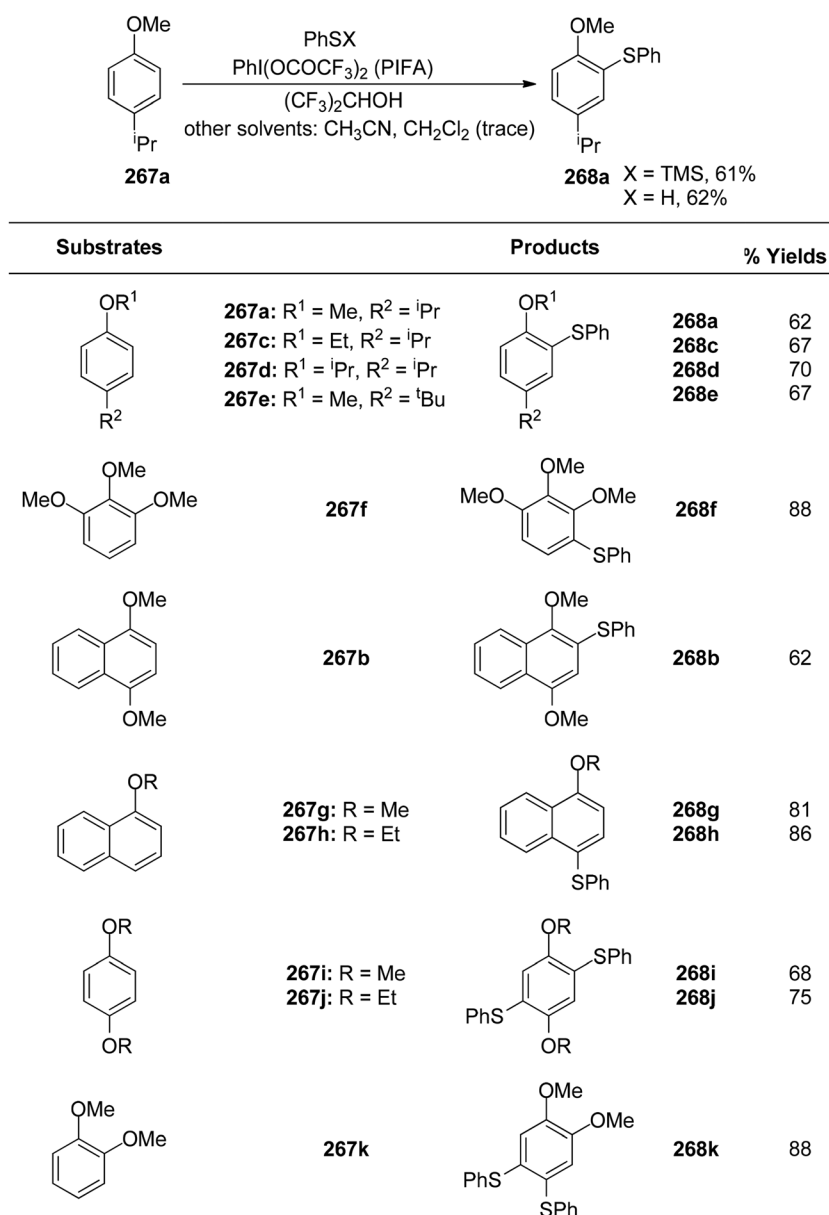 OMe
PhSX
PhI(OCOCF₃)₂ (PIFA)
(CF₃)₂CHOH
other solvents: CH₃CN, CH₂Cl₂ (trace)
ⁱPr
267a
OMe
SPh
ⁱPr
268a X = TMS, 61%
X = H, 62%
Substrates Products % Yields
OR¹
R²
267a: R¹ = Me, R² = ⁱPr
267c: R¹ = Et, R² = ⁱPr
267d: R¹ = ⁱPr, R² = ⁱPr
267e: R¹ = Me, R² = ᵗBu
OR¹
SPh
R²
268a 62
268c 67
268d 70
268e 67
OMe
MeO OMe
267f
OMe
MeO OMe
SPh
268f 88
OMe
OMe
267b
OMe
SPh
OMe
268b 62
OR
267g: R = Me
267h: R = Et
OR
SPh
268g 81
268h 86
OR
OR
267i: R = Me
267j: R = Et
OR
SPh
PhS
OR
268i 68
268j 75
OMe
OMe
267k
OMe
OMe
PhS
SPh
268k 88